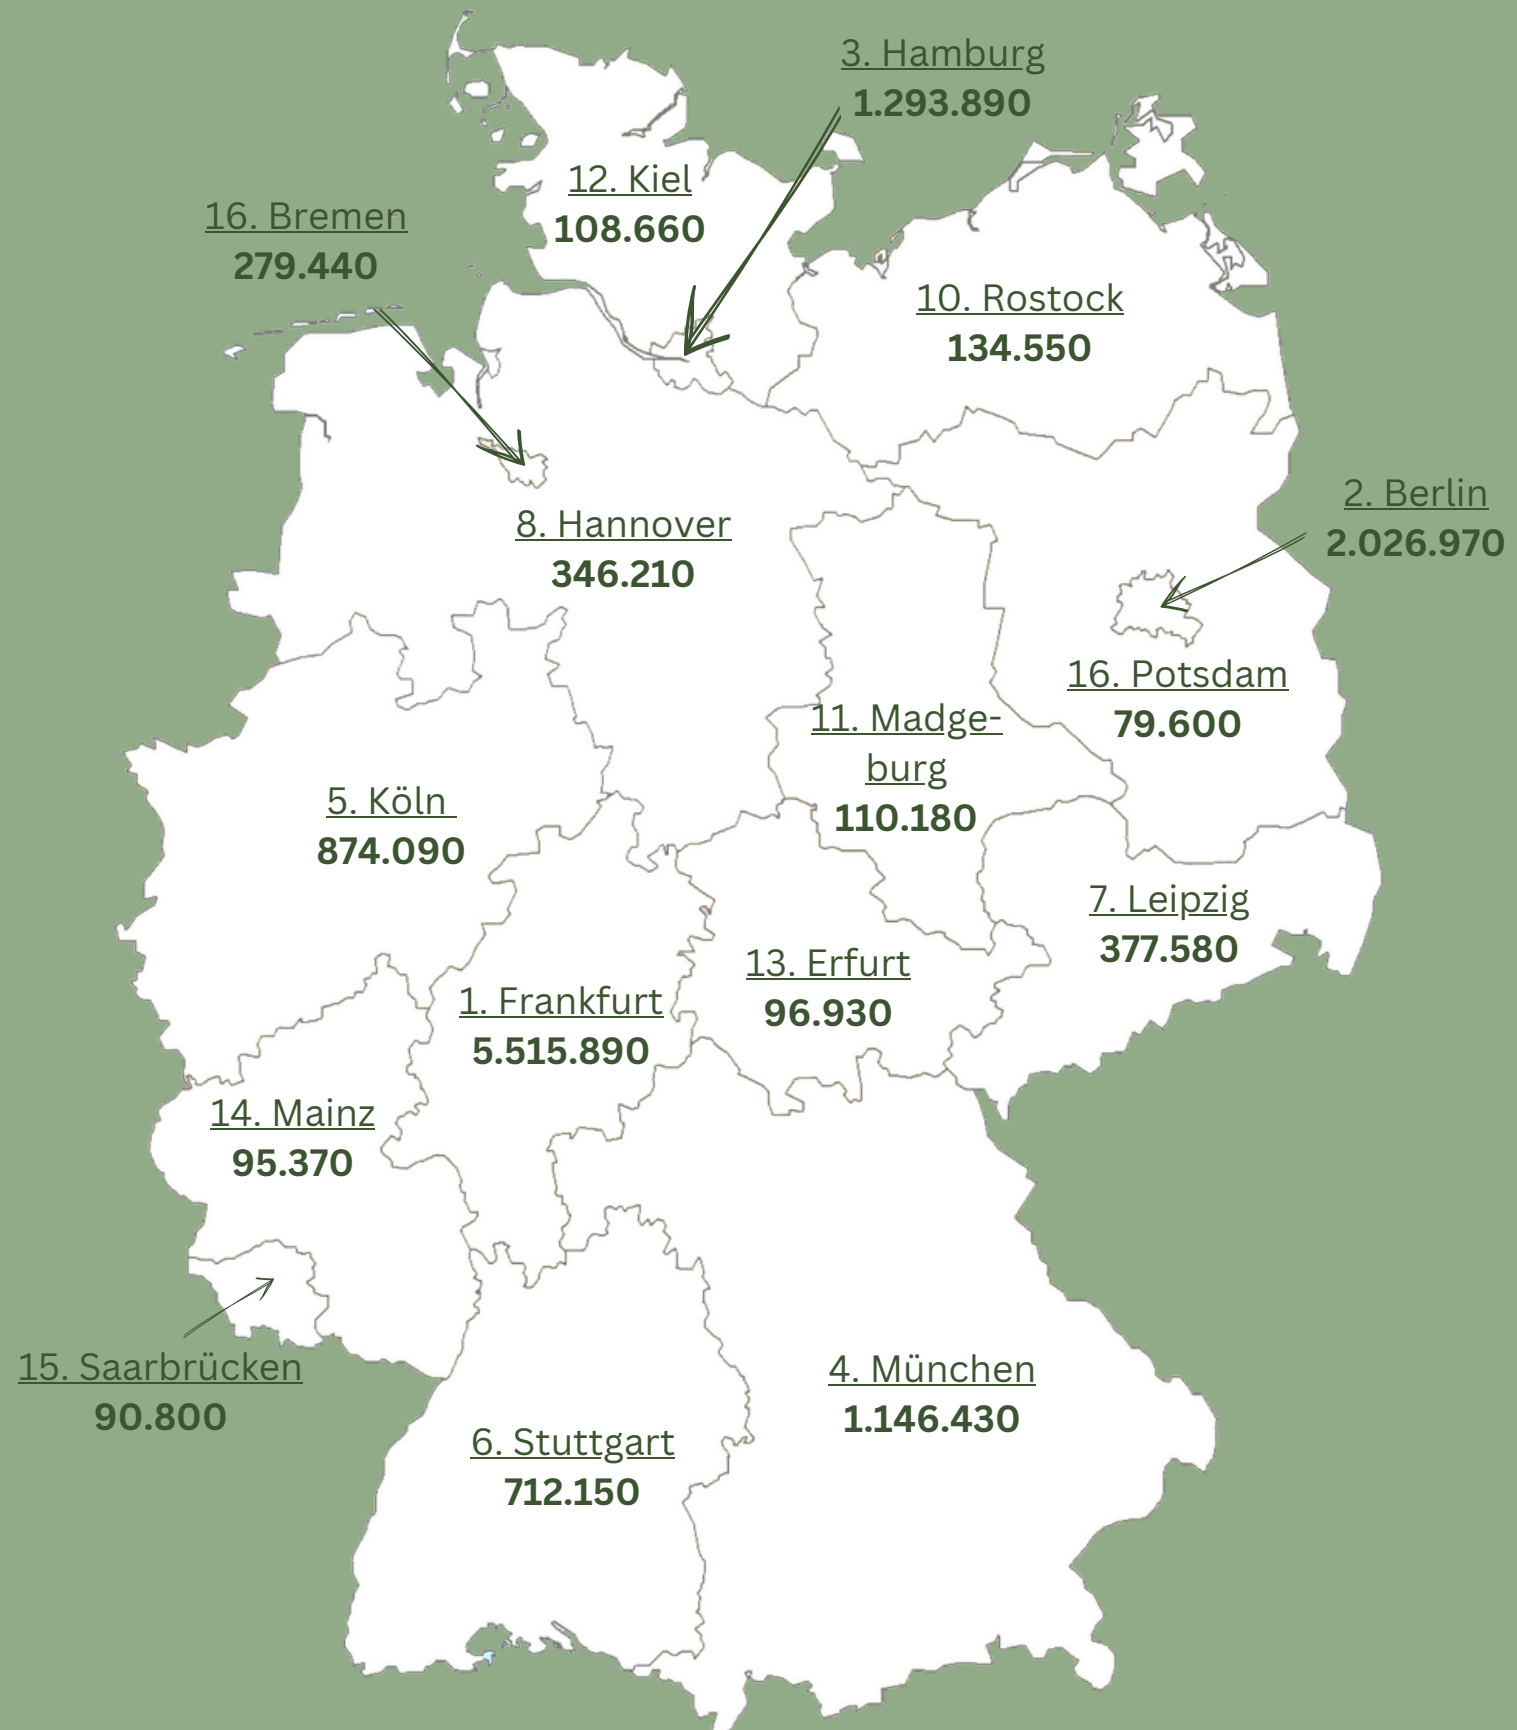 3. Hamburg
1.293.890
12. Kiel
108.660
16. Bremen
279.440
10. Rostock
134.550
2. Berlin
2.026.970
8. Hannover
346.210
16. Potsdam
79.600
11. Madge-
burg
110.180
5. Köln
874.090
7. Leipzig
377.580
13. Erfurt
96.930
1. Frankfurt
5.515.890
14. Mainz
95.370
15. Saarbrücken
90.800
4. München
1.146.430
6. Stuttgart
712.150